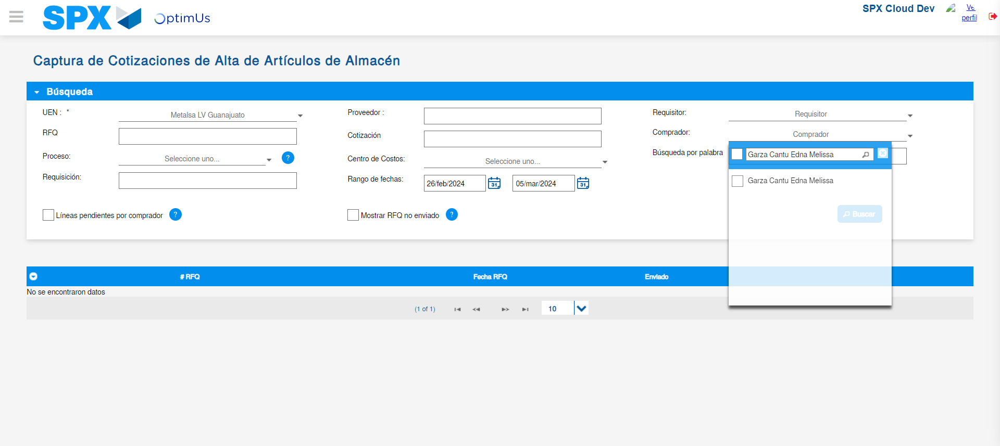 SPX
OptimUs
SPX Cloud Dev
Ve
perfil
Captura de Cotizaciones de Alta de Artículos de Almacén
Búsqueda
UEN : *
Metalsa LV Guanajuato
Proveedor :
Requisitor:
Requisitor
RFQ
Cotización
Comprador:
Comprador
Proceso:
Seleccione uno...
?
Centro de Costos:
Seleccione uno...
Búsqueda por palabra
Garza Cantu Edna Melissa
Requisición:
Rango de fechas:
26/feb/2024
31
05/mar/2024
31
Garza Cantu Edna Melissa
Líneas pendientes por comprador
?
Mostrar RFQ no enviado
?
Buscar
# RFQ
Fecha RFQ
Enviado
No se encontraron datos
(1 of 1)
10